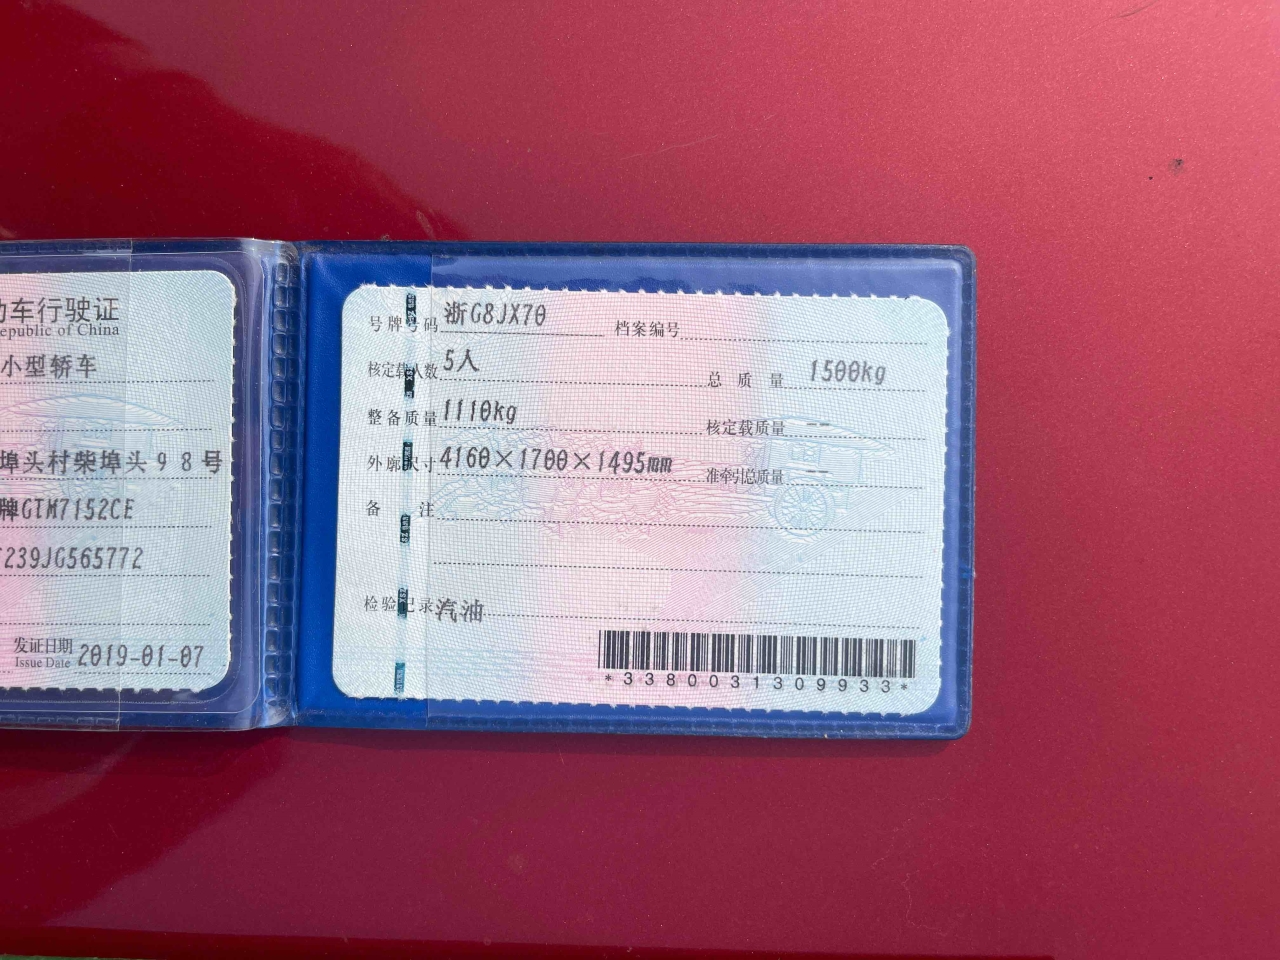 动车行驶证
epublic of China
小型轿车
埠头村柴埠头98号
牌GTM7152CE
239JG565772
发证日期
Issue Date 2019-01-07
号牌号码 浙G8JX70 档案编号
核定载人数 5人 总质量 1500kg
整备质量 1110kg 核定载质量 --
外廓尺寸 4160×1700×1495mm 准牵引总质量 --
备注
检验记录 汽油
*3380031309933*